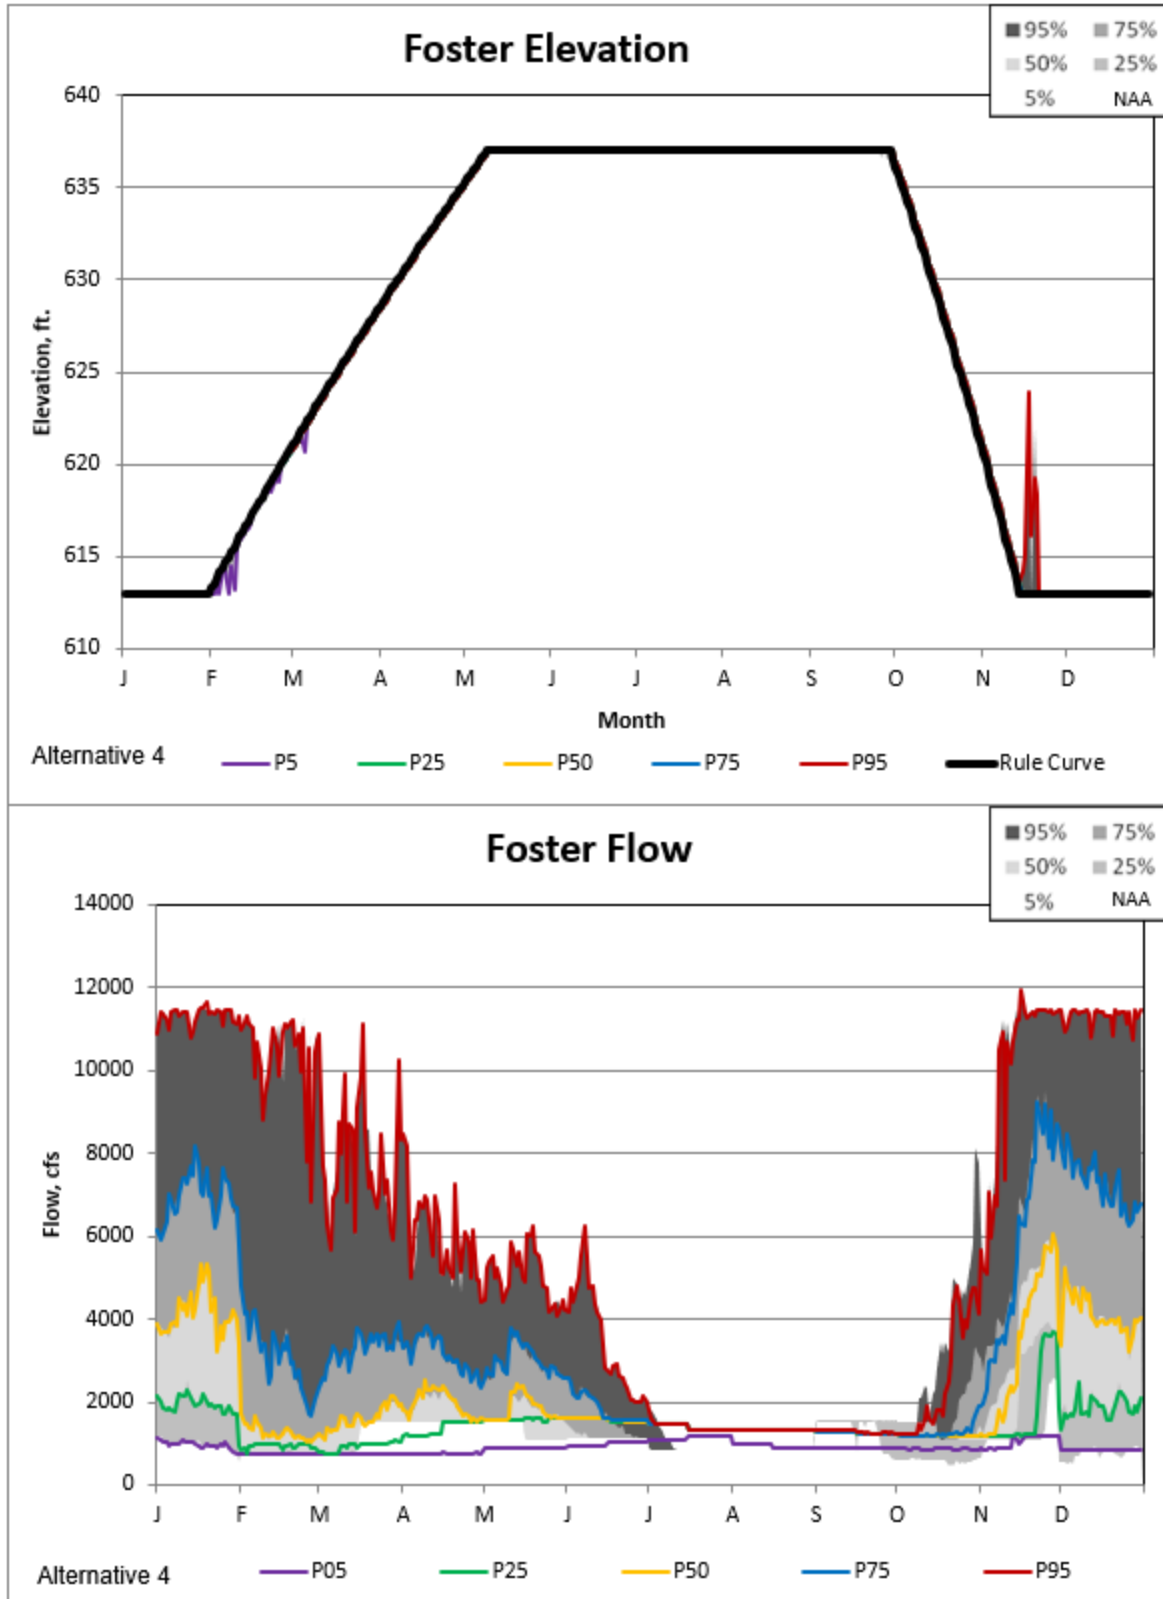 Foster Elevation
95% 75%
50% 25%
5% NAA
640
635
630
625
620
615
610
Elevation, ft.
J F M A M J J A S O N D
Month
Alternative 4 P5 P25 P50 P75 P95 Rule Curve
Foster Flow
95% 75%
50% 25%
5% NAA
14000
12000
10000
8000
6000
4000
2000
0
Flow, cfs
J F M A M J J A S O N D
Alternative 4 P05 P25 P50 P75 P95